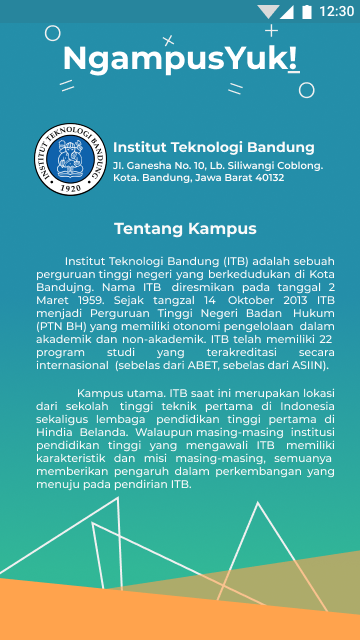 12:30
NgampusYuk!
INSTITUT TEKNOLOGI BANDUNG
1920
Institut Teknologi Bandung
Jl. Ganesha No. 10, Lb. Siliwangi Coblong.
Kota. Bandung, Jawa Barat 40132
Tentang Kampus
Institut Teknologi Bandung (ITB) adalah sebuah
perguruan tinggi negeri yang berkedudukan di Kota
Bandujng. Nama ITB diresmikan pada tanggal 2
Maret 1959. Sejak tangzal 14 Oktober 2013 ITB
menjadi Perguruan Tinggi Negeri Badan Hukum
(PTN BH) yang memiliki otonomi pengelolaan dalam
akademik dan non-akademik. ITB telah memiliki 22
program studi yang terakreditasi secara
internasional (sebelas dari ABET, sebelas dari ASIIN).
Kampus utama. ITB saat ini merupakan lokasi
dari sekolah tinggi teknik pertama di Indonesia
sekaligus lembaga pendidikan tinggi pertama di
Hindia Belanda. Walaupun masing-masing institusi
pendidikan tinggi yang mengawali ITB memiliki
karakteristik dan misi masing-masing, semuanya
memberikan pengaruh dalam perkembangan yang
menuju pada pendirian ITB.